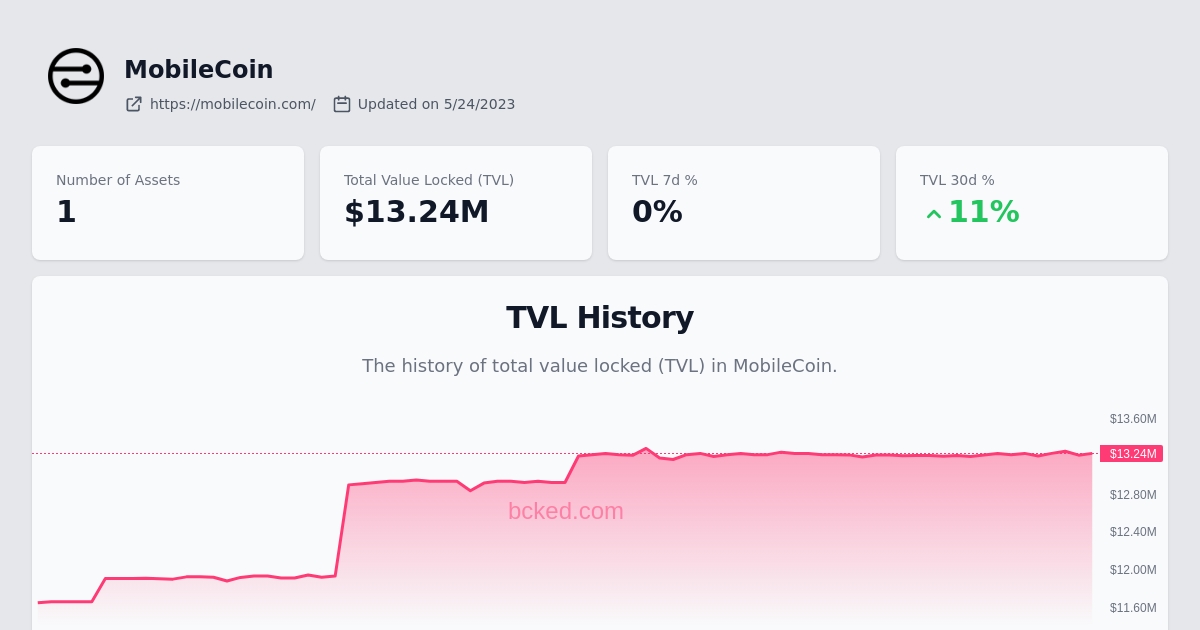 MobileCoin
https://mobilecoin.com/ Updated on 5/24/2023
Number of Assets
1
Total Value Locked (TVL)
$13.24M
TVL 7d %
0%
TVL 30d %
11%
TVL History
The history of total value locked (TVL) in MobileCoin.
$13.60M
$13.24M
$12.80M
$12.40M
$12.00M
$11.60M
bcked.com